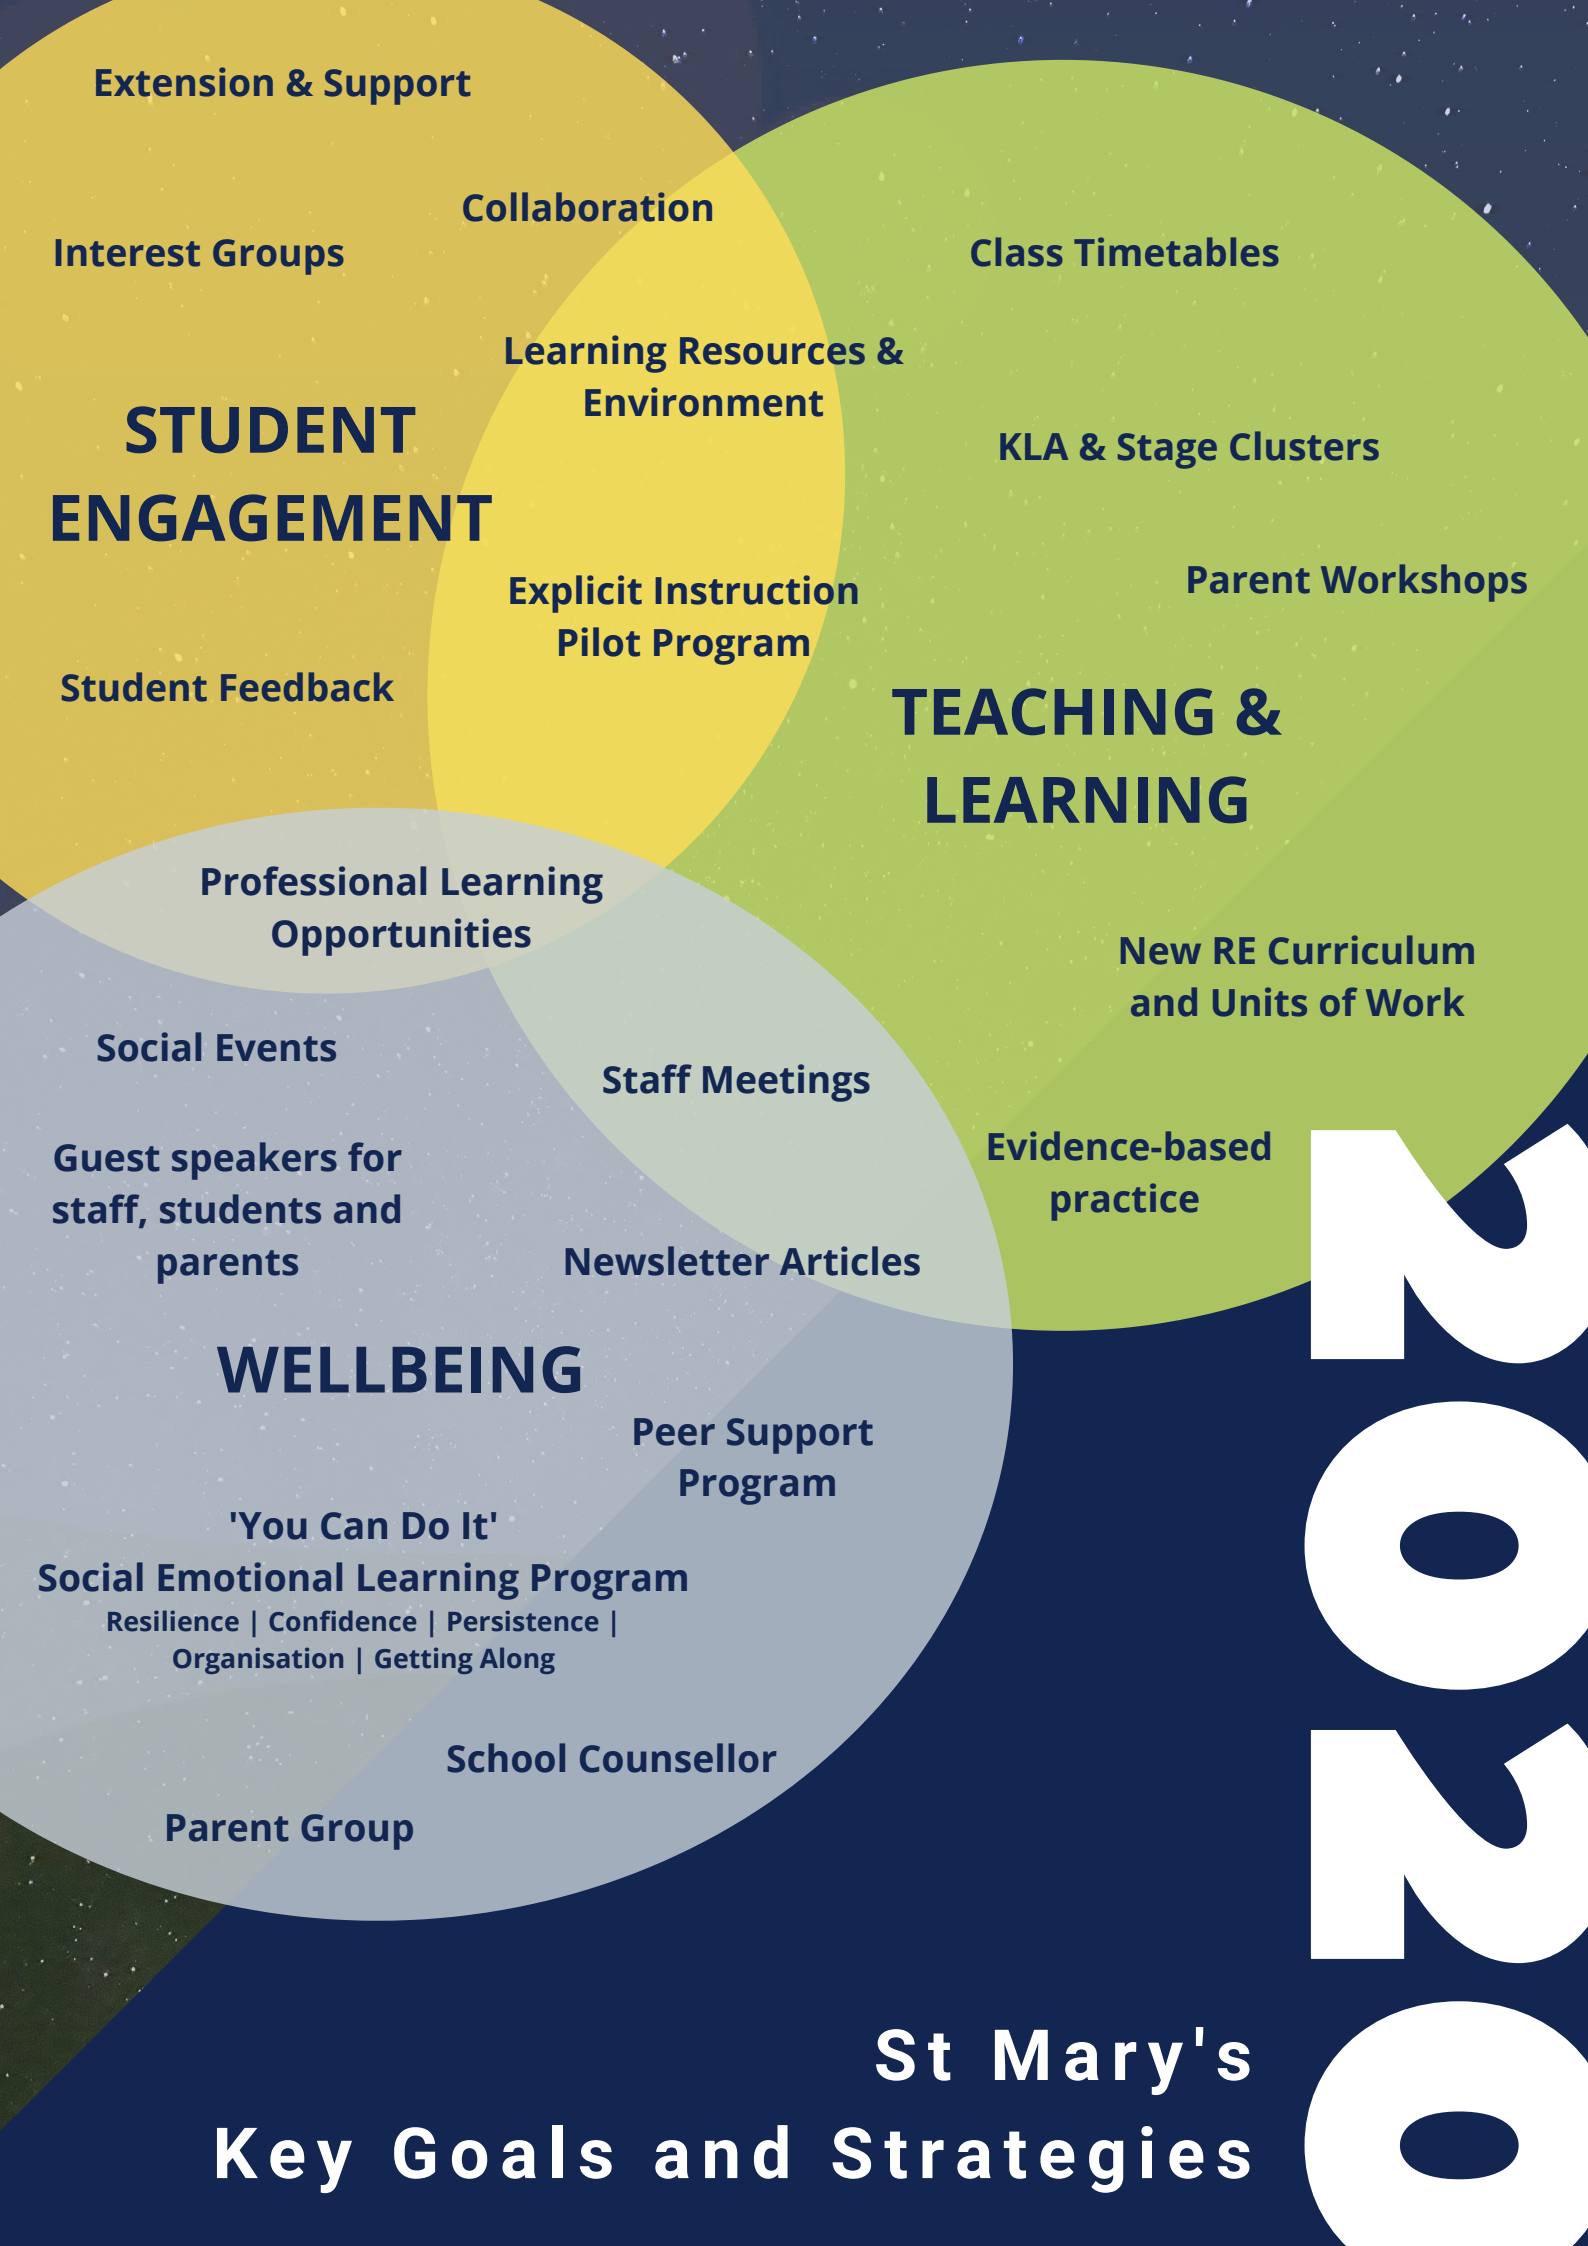 Extension & Support
Collaboration
Interest Groups
Class Timetables
Learning Resources &
Environment
STUDENT
ENGAGEMENT
KLA & Stage Clusters
Explicit Instruction
Pilot Program
Parent Workshops
Student Feedback
TEACHING &
LEARNING
Professional Learning
Opportunities
New RE Curriculum
and Units of Work
Social Events
Staff Meetings
Guest speakers for
staff, students and
parents
Evidence-based
practice
Newsletter Articles
WELLBEING
Peer Support
Program
'You Can Do It'
Social Emotional Learning Program
Resilience | Confidence | Persistence |
Organisation | Getting Along
School Counsellor
Parent Group
2020
St Mary's
Key Goals and Strategies